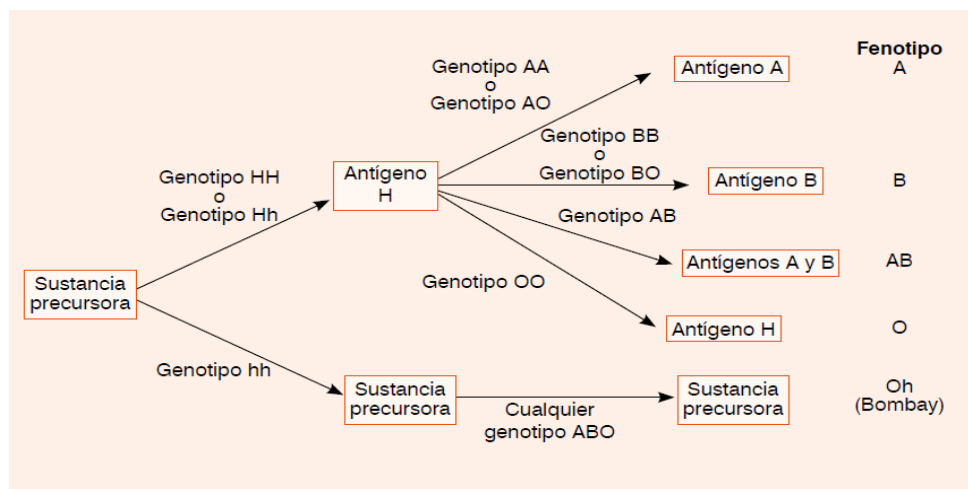 Fenotipo
Genotipo AA
o
Genotipo AO
Antígeno A
A
Genotipo BB
o
Genotipo BO
Antígeno B
B
Genotipo HH
o
Genotipo Hh
Antígeno
H
Genotipo AB
Antígenos A y B
AB
Sustancia
precursora
Genotipo OO
Antígeno H
O
Genotipo hh
Sustancia
precursora
Cualquier
genotipo ABO
Sustancia
precursora
Oh
(Bombay)